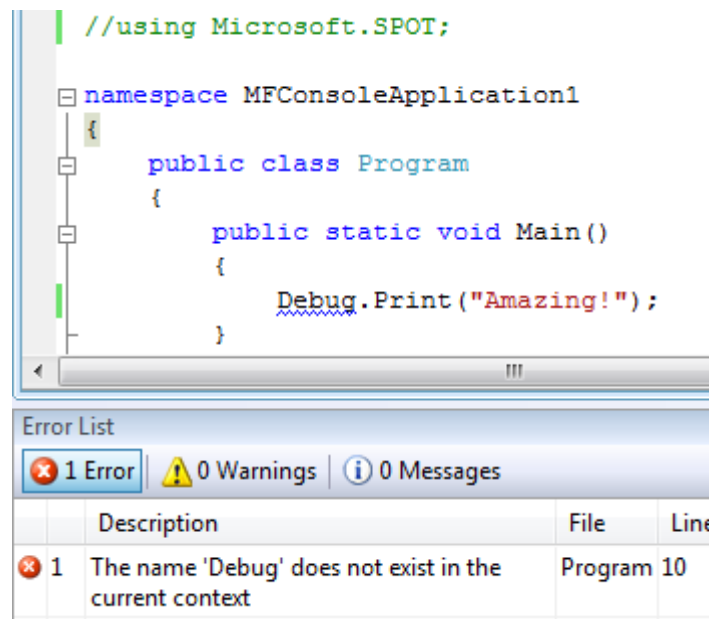 //using Microsoft.SPOT;
namespace MFConsoleApplication1
{
public class Program
{
public static void Main()
{
Debug.Print("Amazing!");
}
Error List
1 Error 0 Warnings 0 Messages
Description File Line
1 The name 'Debug' does not exist in the Program 10
current context